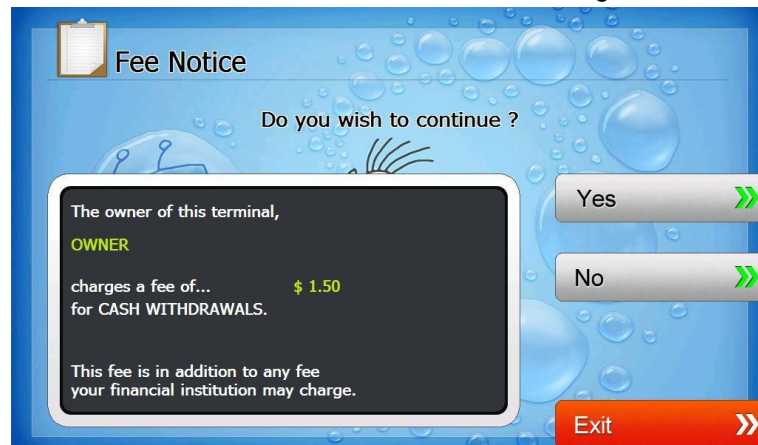 Fee Notice
Do you wish to continue ?
The owner of this terminal,
OWNER
charges a fee of... $ 1.50
for CASH WITHDRAWALS.
This fee is in addition to any fee
your financial institution may charge.
Yes
No
Exit